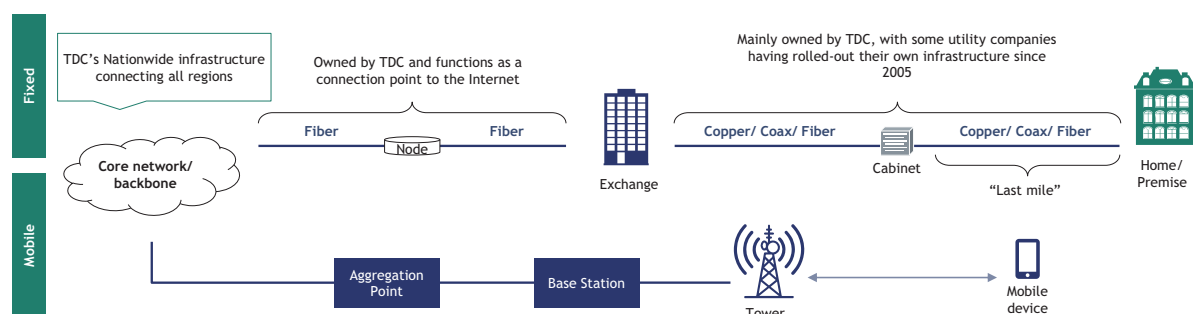 Fixed
TDC’s Nationwide infrastructure
connecting all regions
Owned by TDC and functions as a
connection point to the Internet
Mainly owned by TDC, with some utility companies
having rolled-out their own infrastructure since
2005
Fiber
Node
Fiber
Copper/ Coax/ Fiber
Copper/ Coax/ Fiber
Core network/
backbone
Exchange
Cabinet
“Last mile”
Home/
Premise
Mobile
Aggregation
Point
Base Station
Tower
Mobile
device